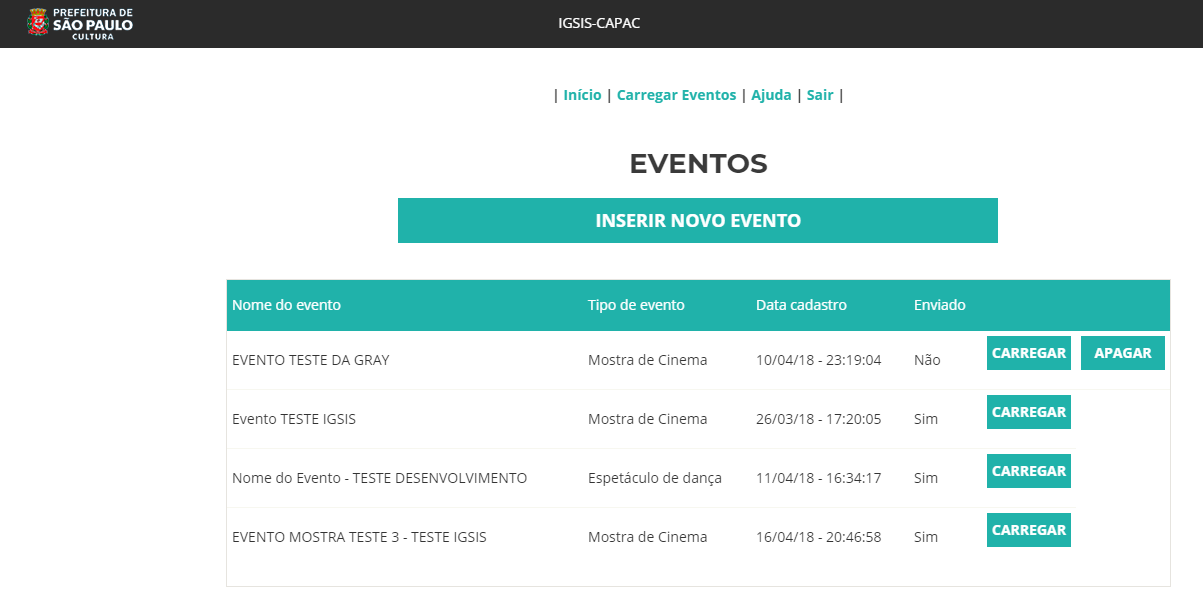 PREFEITURA DE
SÃO PAULO
CULTURA
IGSIS-CAPAC
| Início | Carregar Eventos | Ajuda | Sair |
EVENTOS
INSERIR NOVO EVENTO
Nome do evento Tipo de evento Data cadastro Enviado
EVENTO TESTE DA GRAY Mostra de Cinema 10/04/18 - 23:19:04 Não CARREGAR APAGAR
Evento TESTE IGSIS Mostra de Cinema 26/03/18 - 17:20:05 Sim CARREGAR
Nome do Evento - TESTE DESENVOLVIMENTO Espetáculo de dança 11/04/18 - 16:34:17 Sim CARREGAR
EVENTO MOSTRA TESTE 3 - TESTE IGSIS Mostra de Cinema 16/04/18 - 20:46:58 Sim CARREGAR